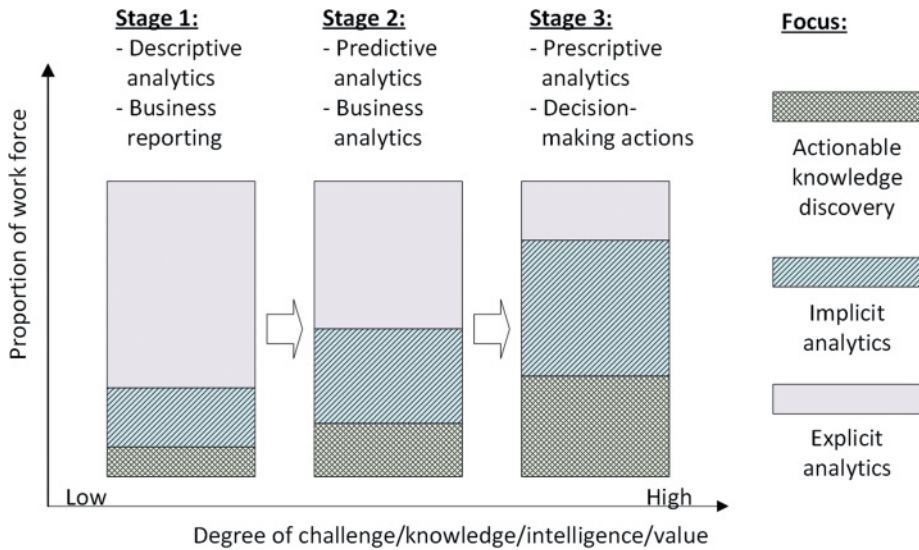 Stage 1:
- Descriptive
analytics
- Business
reporting
Stage 2:
- Predictive
analytics
- Business
analytics
Stage 3:
- Prescriptive
analytics
- Decision-
making actions
Focus:
Actionable
knowledge
discovery
Implicit
analytics
Explicit
analytics
Proportion of work force
Low
High
Degree of challenge/knowledge/intelligence/value